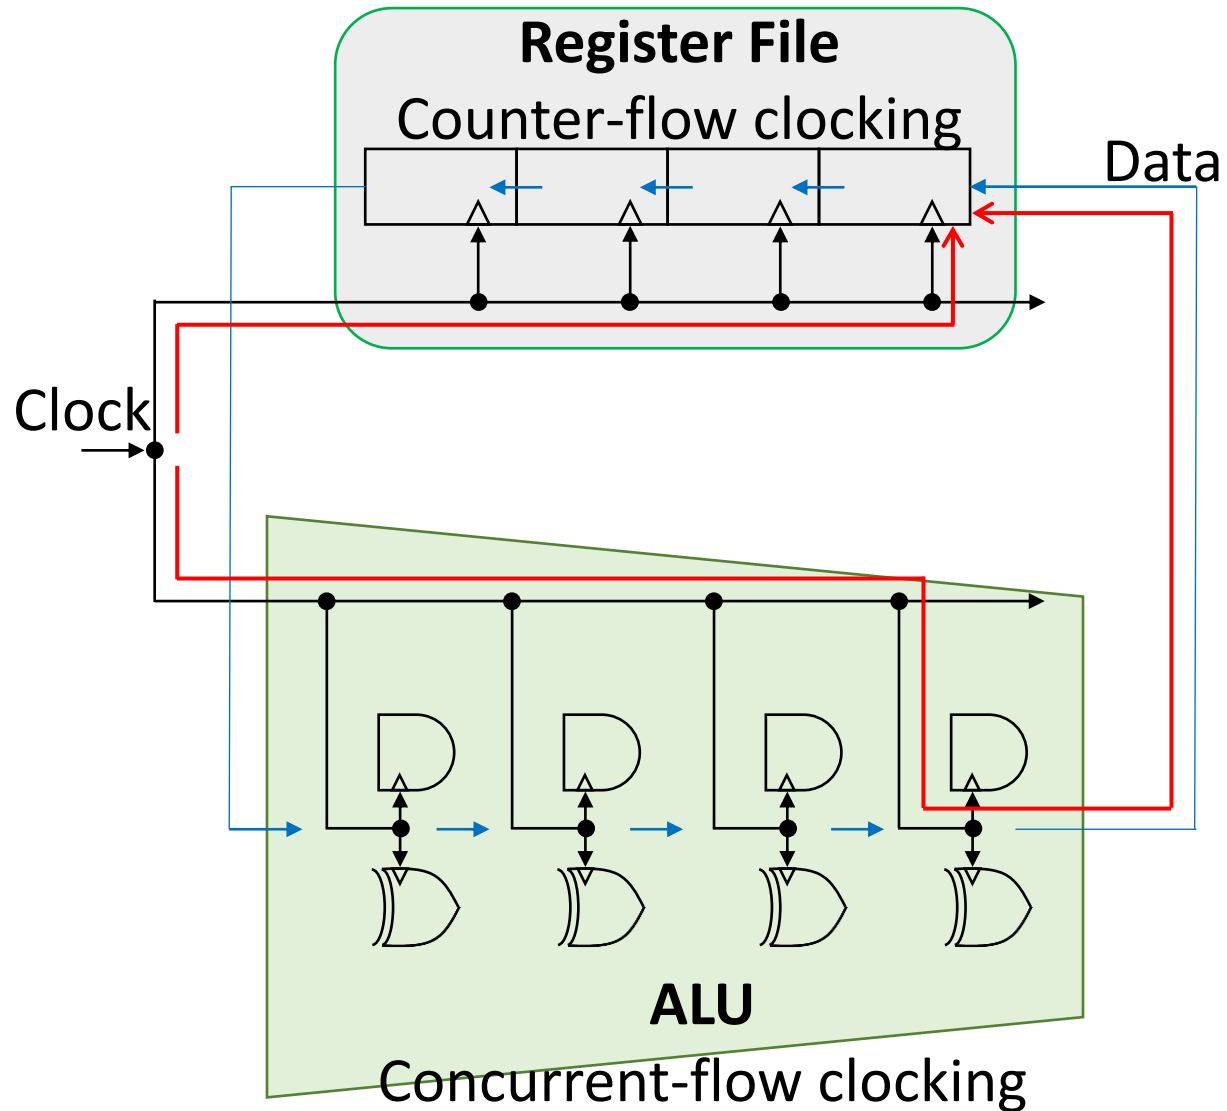 Register File
Counter-flow clocking
Data
Clock
ALU
Concurrent-flow clocking